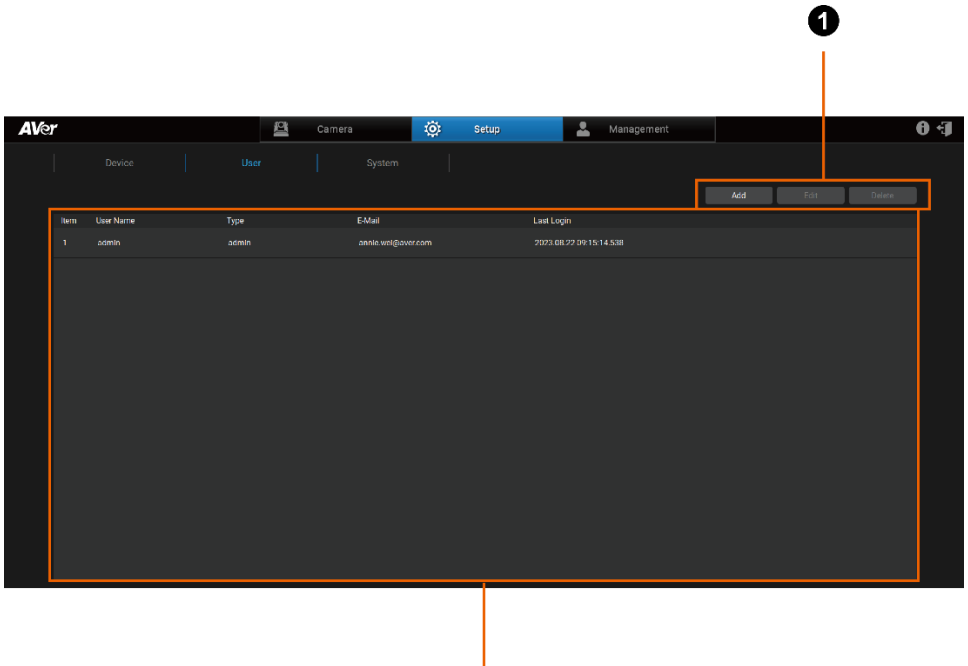 1
AVer Camera Setup Management
Device User System
Add Edit Delete
Item User Name Type E-Mail Last Login
1 admin admin annie.wei@aver.com 2023.08.22 09:15:14.538